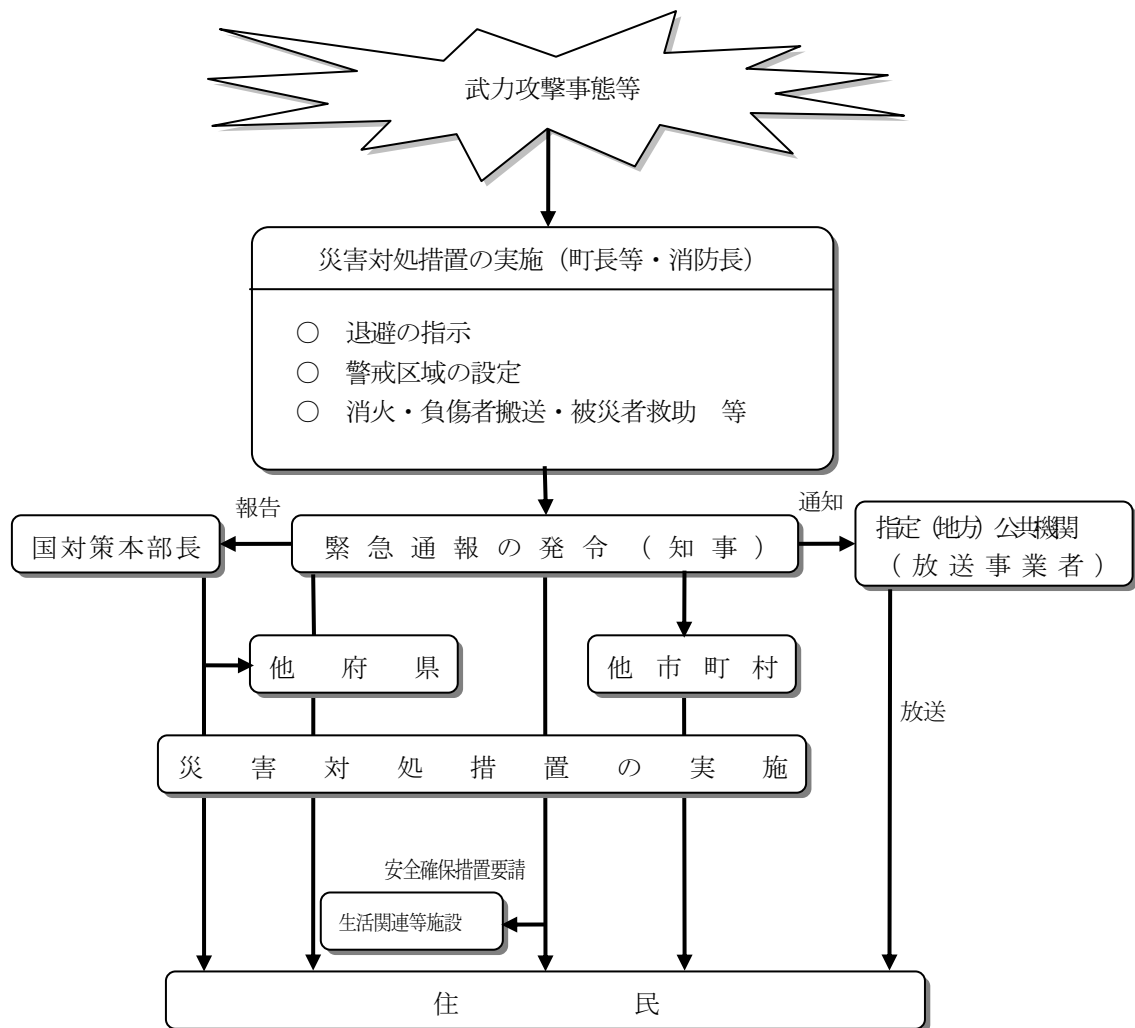 武力攻撃事態等
災害対処措置の実施（町長等・消防長）
○　退避の指示
○　警戒区域の設定
○　消火・負傷者搬送・被災者救助　等
報告
通知
国対策本部長
緊急通報の発令（知事）
指定（地方）公共機関
（放送事業者）
他府県
他市町村
放送
災害対処措置の実施
安全確保措置要請
生活関連等施設
住民